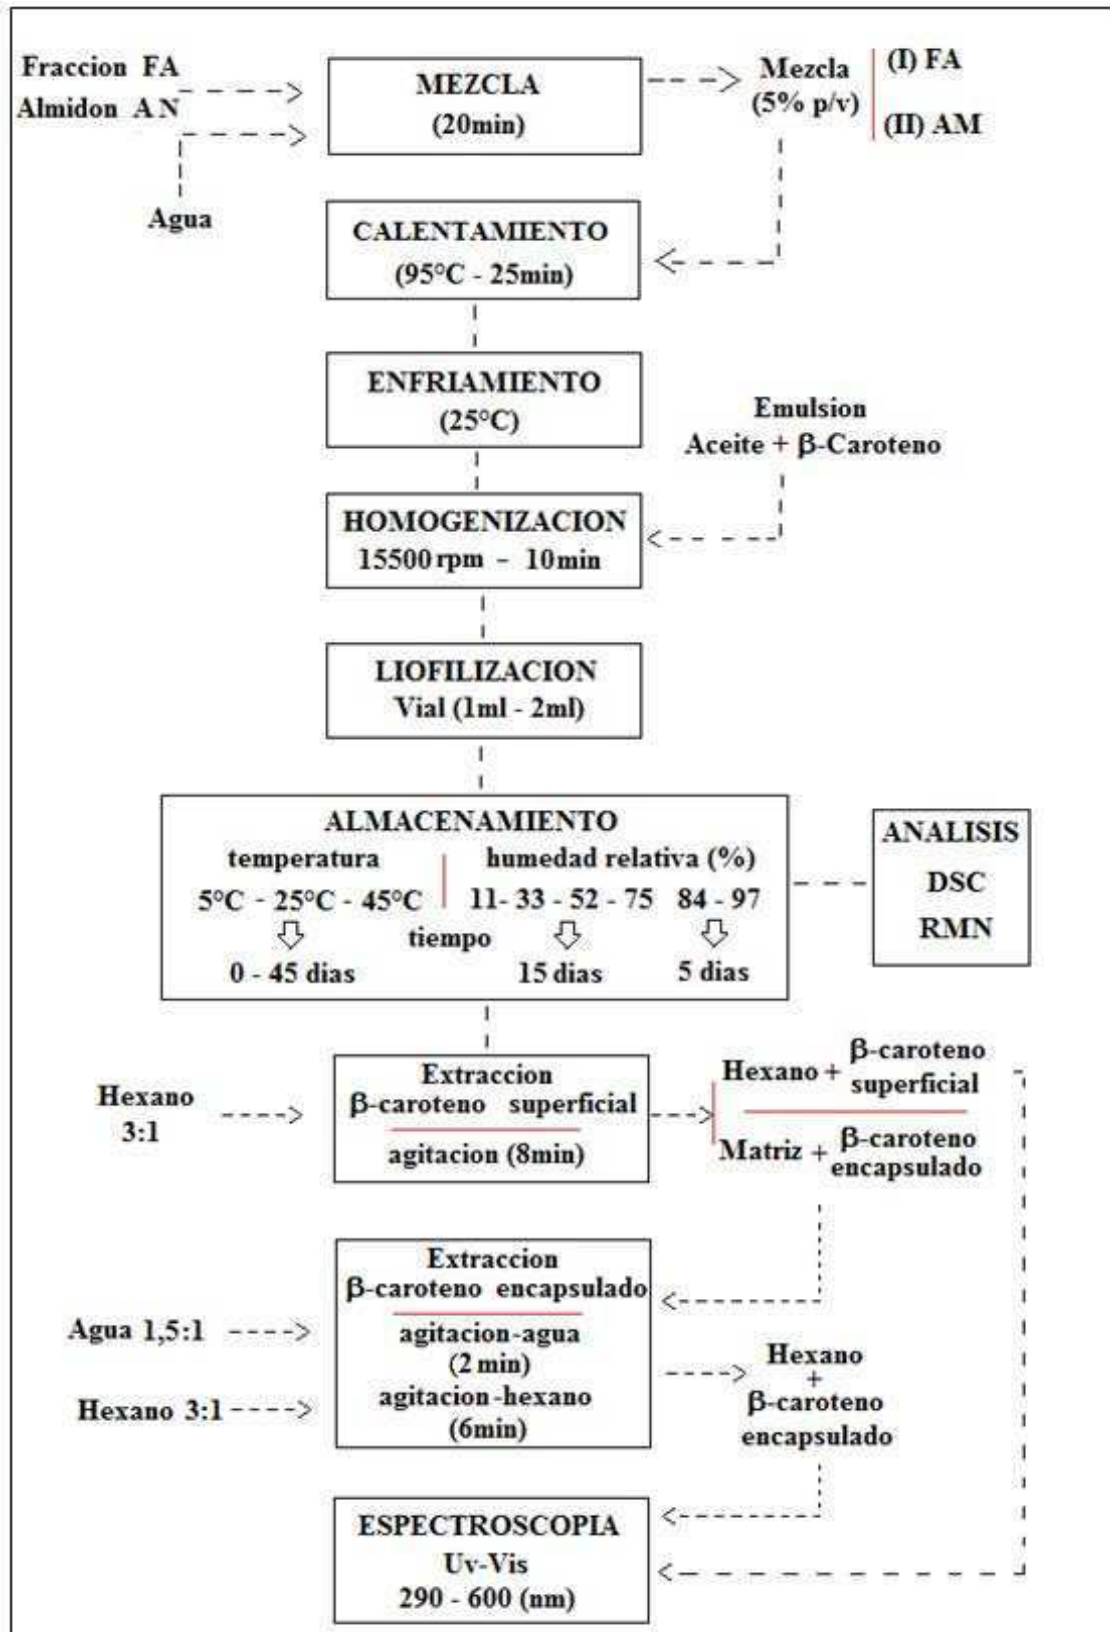 Fraccion FA
Almidon A N
Agua
MEZCLA
(20min)
Mezcla
(5% p/v)
(I) FA
(II) AM
CALENTAMIENTO
(95°C - 25min)
ENFRIAMIENTO
(25°C)
Emulsion
Aceite + β-Caroteno
HOMOGENIZACION
15500 rpm - 10min
LIOFILIZACION
Vial (1ml - 2ml)
ALMACENAMIENTO
temperatura
humedad relativa (%)
5°C - 25°C - 45°C
11- 33 - 52 - 75 84 - 97
tiempo
0 - 45 dias
15 dias
5 dias
ANALISIS
DSC
RMN
Hexano
3:1
Extraccion
β-caroteno superficial
agitacion (8min)
Hexano + β-caroteno
superficial
Matriz + β-caroteno
encapsulado
Agua 1,5:1
Hexano 3:1
Extraccion
β-caroteno encapsulado
agitacion-agua
(2 min)
agitacion-hexano
(6min)
Hexano
+
β-caroteno
encapsulado
ESPECTROSCOPIA
Uv-Vis
290 - 600 (nm)